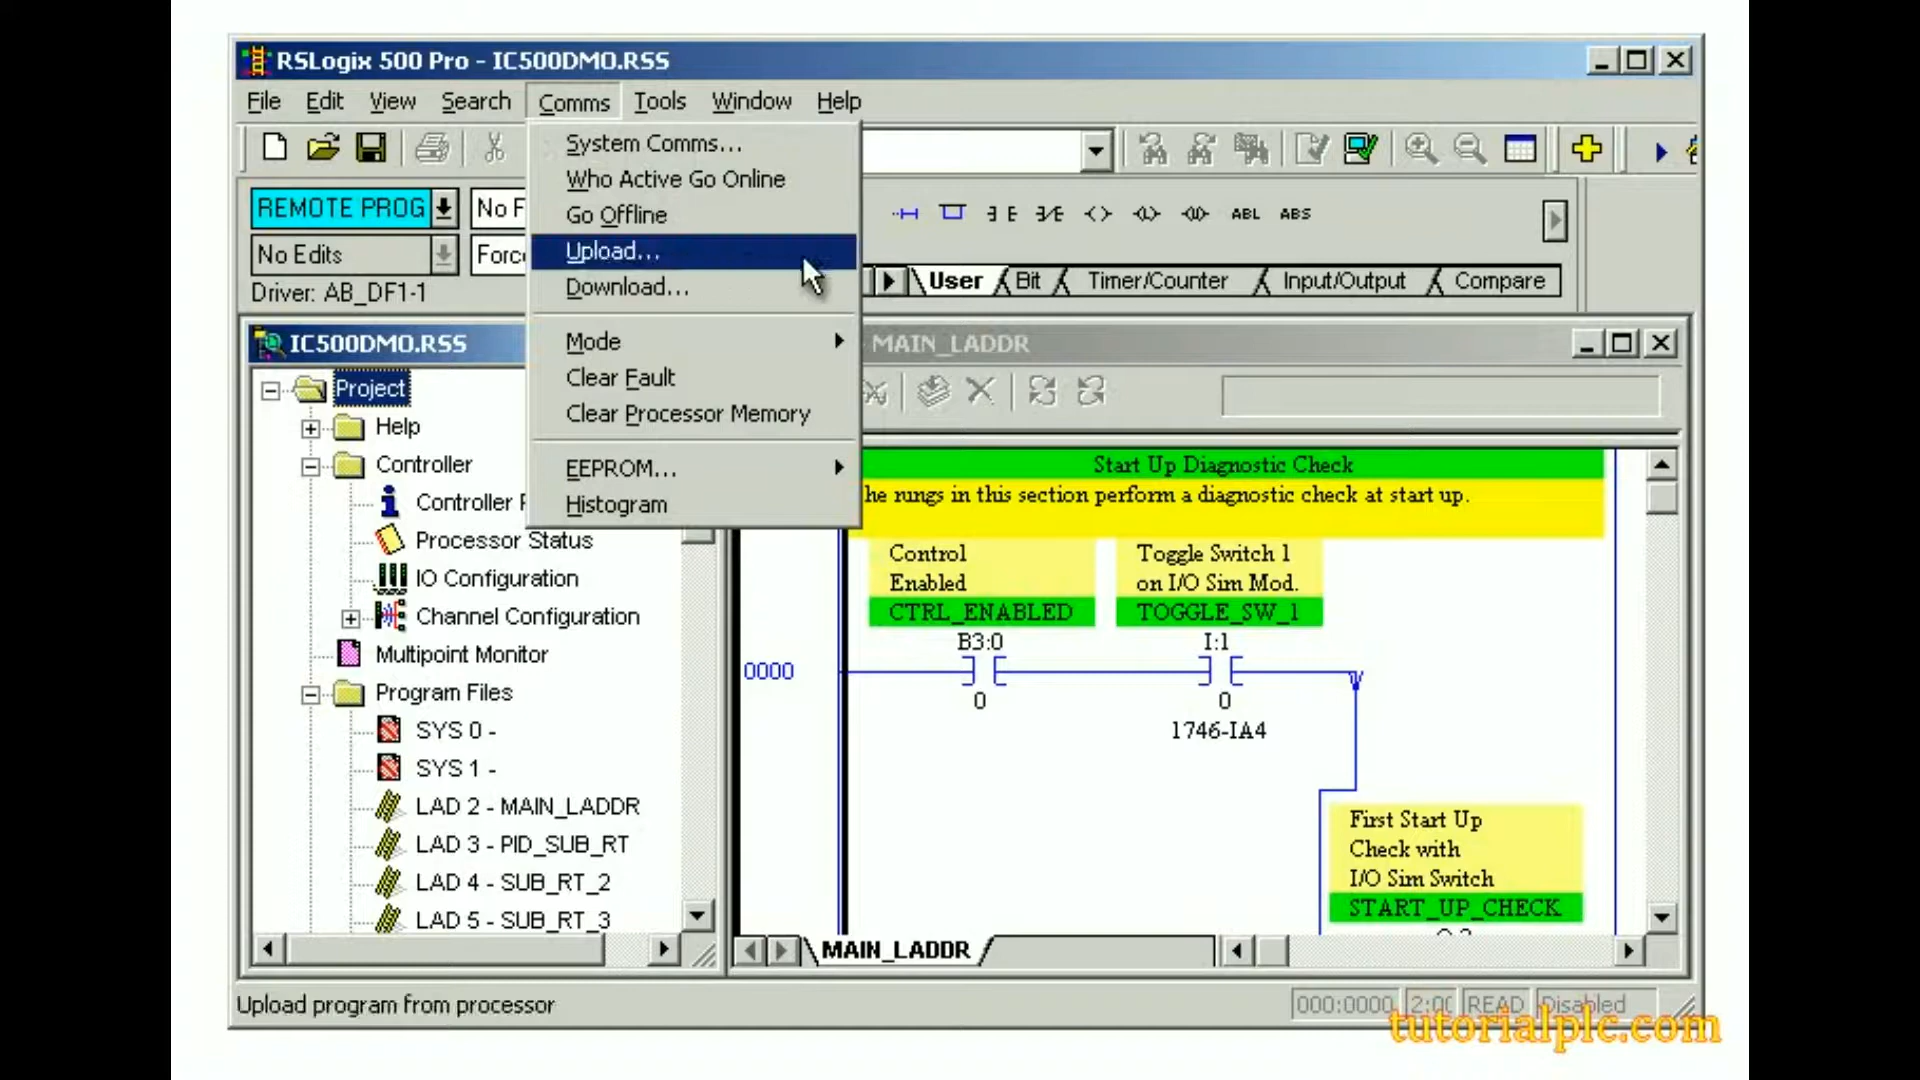 RSLogix 500 Pro - IC500DMO.RSS
File Edit View Search Comms Tools Window Help
System Comms...
Who Active Go Online
Go Offline
Upload...
Download...
Mode
Clear Fault
Clear Processor Memory
EEPROM...
Histogram
REMOTE PROG
No F
No Edits
Forc
Driver: AB_DF1-1
ABL ABS
User Bit Timer/Counter Input/Output Compare
IC500DMO.RSS
Project
Help
Controller
Controller
Processor Status
IO Configuration
Channel Configuration
Multipoint Monitor
Program Files
SYS 0 -
SYS 1 -
LAD 2 - MAIN_LADDR
LAD 3 - PID_SUB_RT
LAD 4 - SUB_RT_2
LAD 5 - SUB_RT_3
MAIN_LADDR
Start Up Diagnostic Check
he rungs in this section perform a diagnostic check at start up.
Control
Enabled
CTRL_ENABLED
B3:0
0
Toggle Switch 1
on I/O Sim Mod.
TOGGLE_SW_1
I:1
0
1746-IA4
0000
First Start Up
Check with
I/O Sim Switch
START_UP_CHECK
MAIN_LADDR
Upload program from processor
000:0000 2:00 READ Disabled
tutorialplc.com